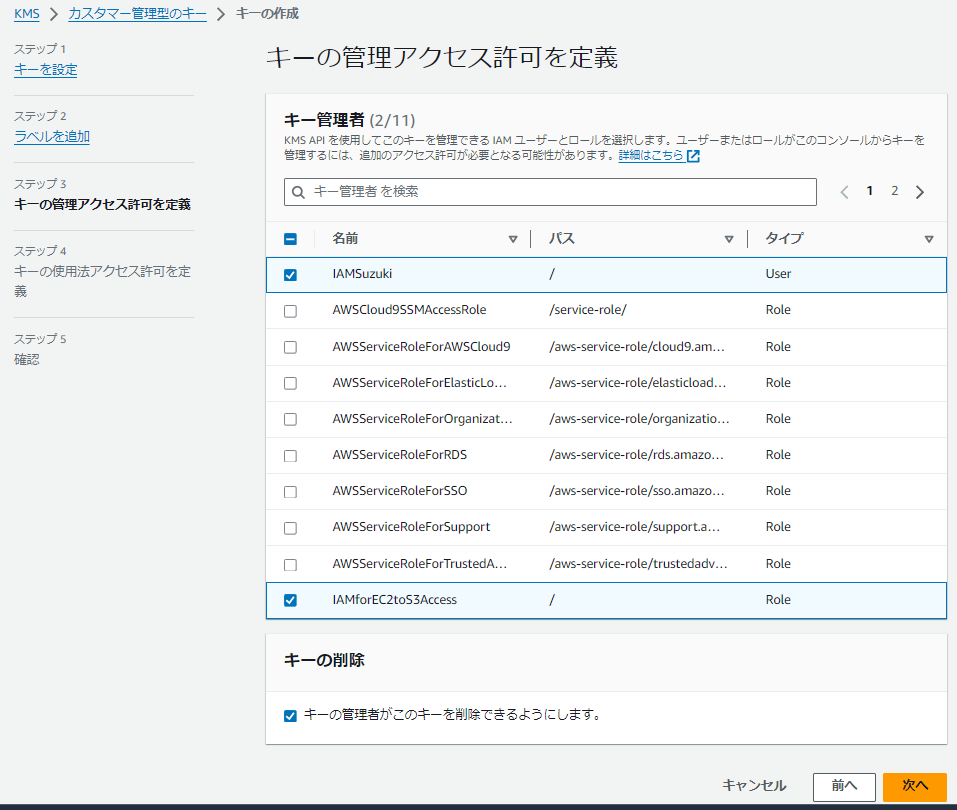 KMS > カスタマー管理型のキー > キーの作成
ステップ 1
キーを設定
ステップ 2
ラベルを追加
ステップ 3
キーの管理アクセス許可を定義
ステップ 4
キーの使用法アクセス許可を定
義
ステップ 5
確認
キーの管理アクセス許可を定義
キー管理者 (2/11)
KMS API を使用してこのキーを管理できる IAM ユーザーとロールを選択します。ユーザーまたはロールがこのコンソールからキーを
管理するには、追加のアクセス許可が必要となる可能性があります。詳細はこちら
キー管理者 を検索
1 2
名前 パス タイプ
IAMSuzuki / User
AWSCloud9SSMAccessRole /service-role/ Role
AWSServiceRoleForAWSCloud9 /aws-service-role/cloud9.am… Role
AWSServiceRoleForElasticLo… /aws-service-role/elasticload… Role
AWSServiceRoleForOrganizat… /aws-service-role/organizatio… Role
AWSServiceRoleForRDS /aws-service-role/rds.amazo… Role
AWSServiceRoleForSSO /aws-service-role/sso.amazo… Role
AWSServiceRoleForSupport /aws-service-role/support.a… Role
AWSServiceRoleForTrustedA… /aws-service-role/trustedadv… Role
IAMforEC2toS3Access / Role
キーの削除
キーの管理者がこのキーを削除できるようにします。
キャンセル 前へ 次へ